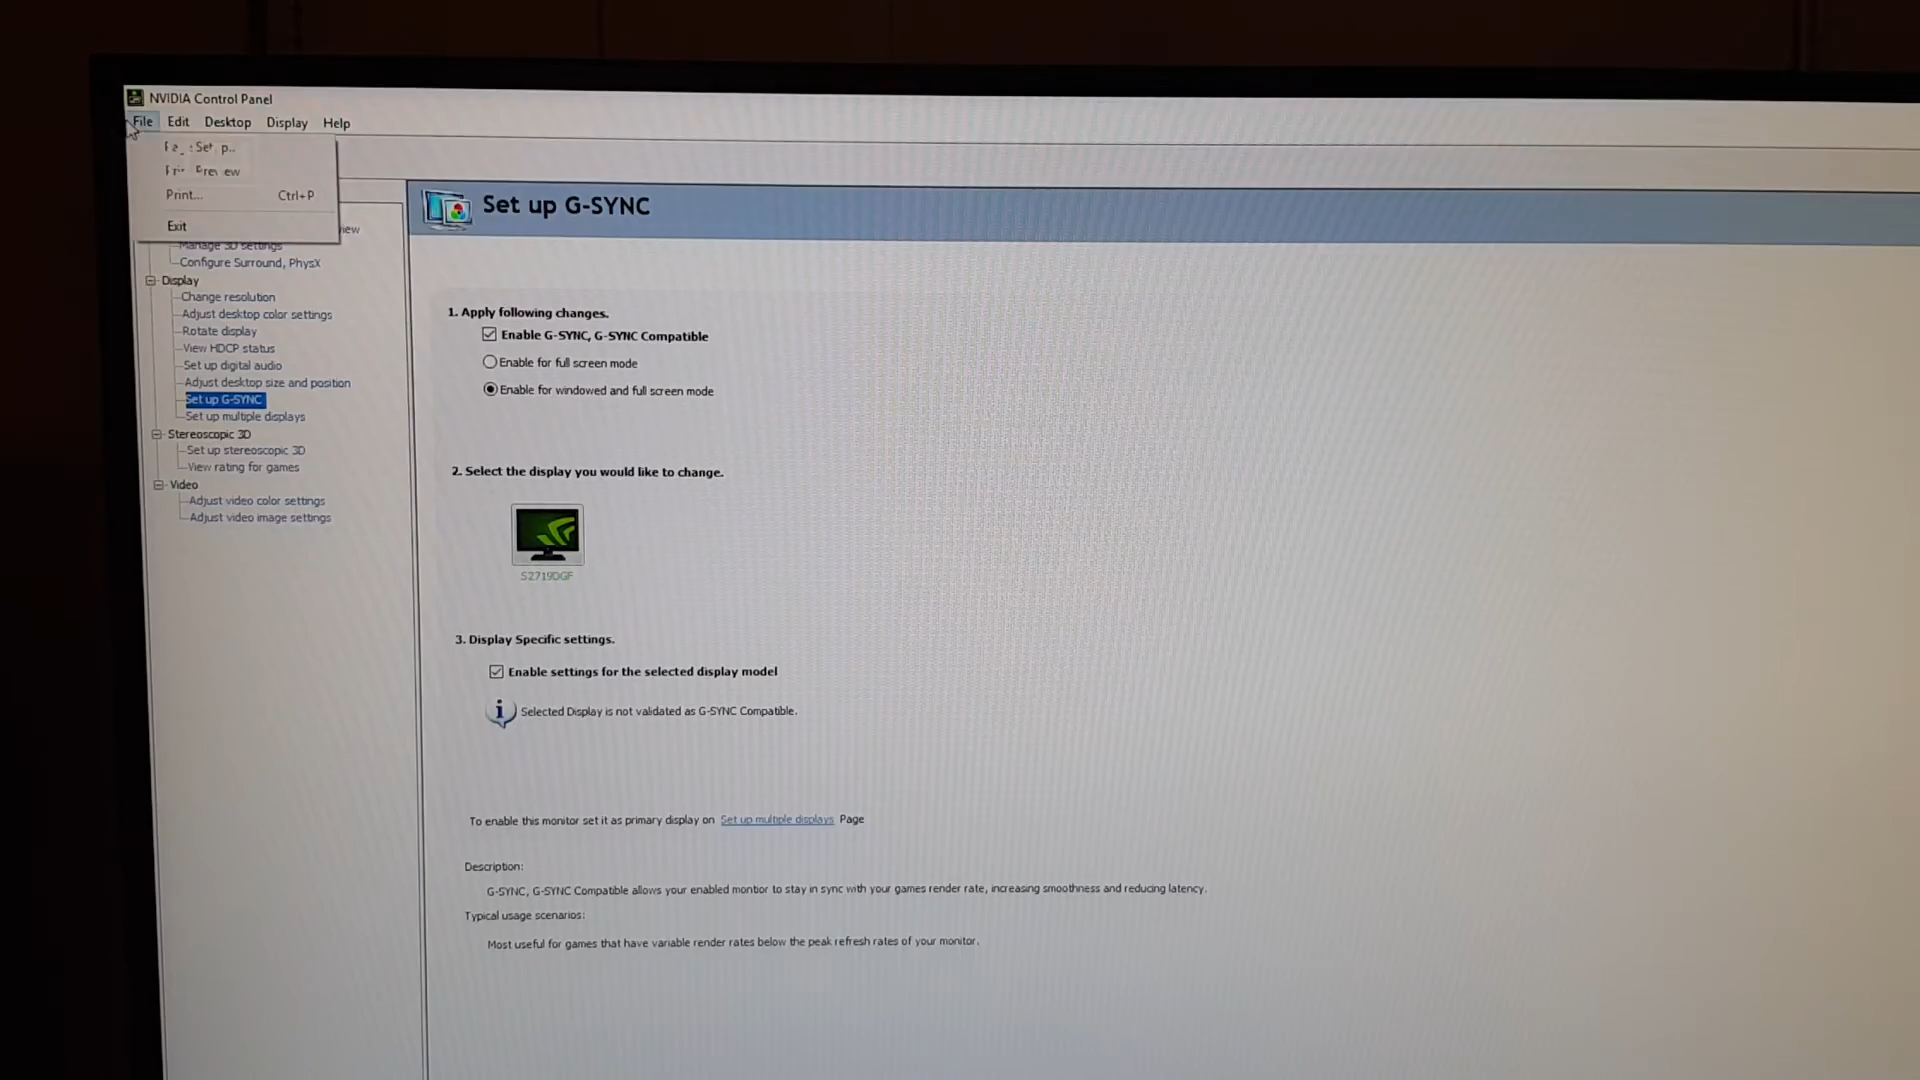 NVIDIA Control Panel
File Edit Desktop Display Help
Print... Ctrl+P
Exit
Manage 3D settings
Configure Surround, PhysX
Display
Change resolution
Adjust desktop color settings
Rotate display
View HDCP status
Set up digital audio
Adjust desktop size and position
Set up G-SYNC
Set up multiple displays
Stereoscopic 3D
Set up stereoscopic 3D
View rating for games
Video
Adjust video color settings
Adjust video image settings
Set up G-SYNC
1. Apply following changes.
Enable G-SYNC, G-SYNC Compatible
Enable for full screen mode
Enable for windowed and full screen mode
2. Select the display you would like to change.
S2719DGF
3. Display Specific settings.
Enable settings for the selected display model
Selected Display is not validated as G-SYNC Compatible.
To enable this monitor set it as primary display on Set up multiple displays Page
Description:
G-SYNC, G-SYNC Compatible allows your enabled monitor to stay in sync with your games render rate, increasing smoothness and reducing latency.
Typical usage scenarios:
Most useful for games that have variable render rates below the peak refresh rates of your monitor.